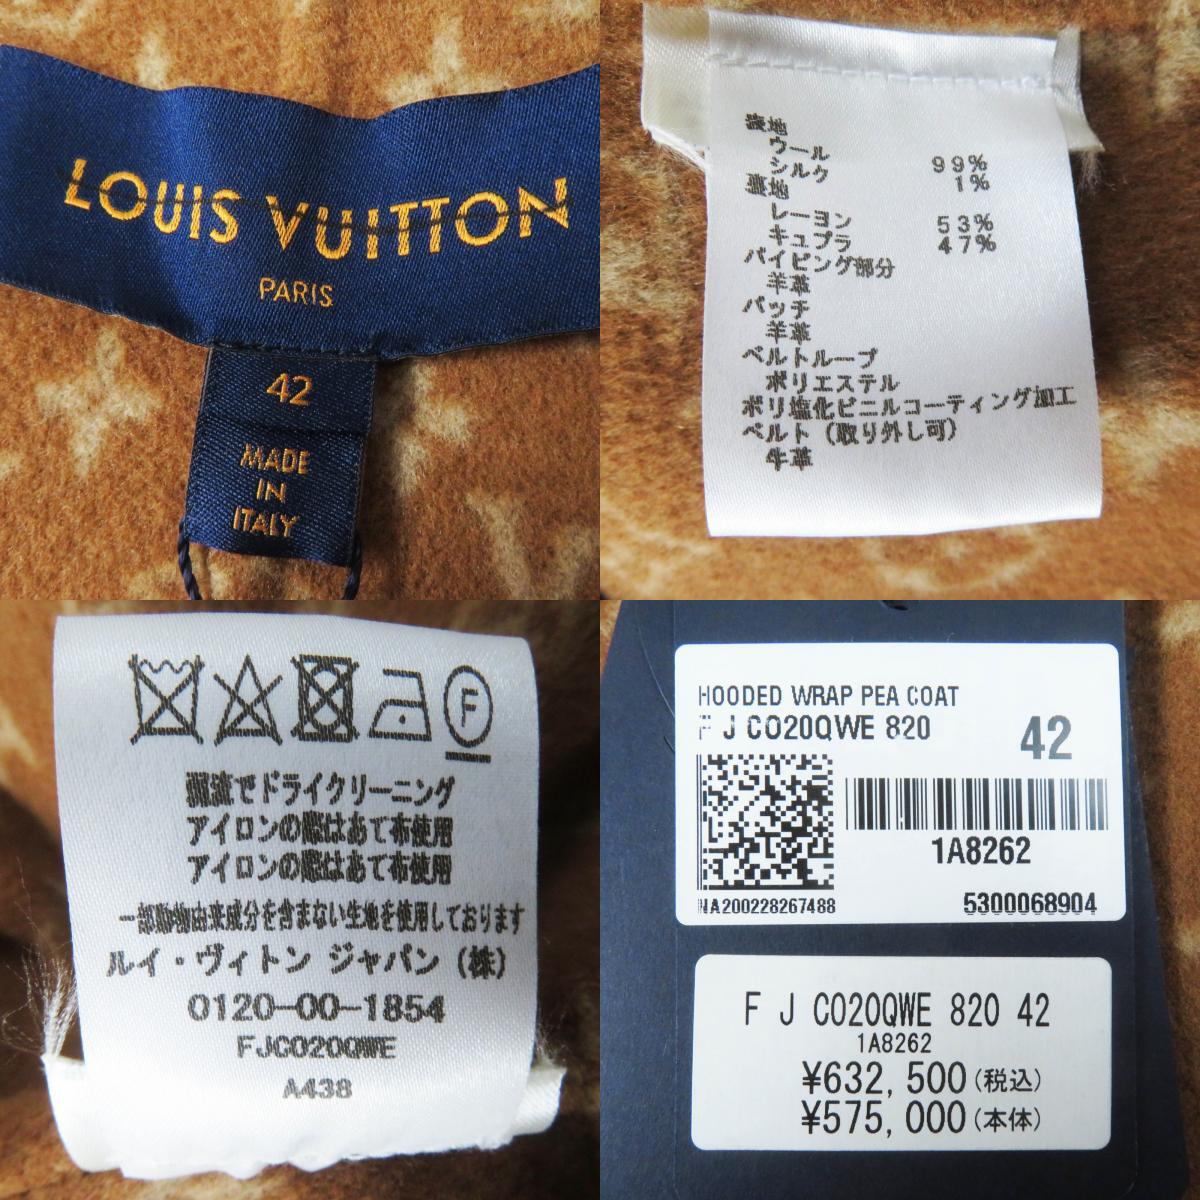 LOUIS VUITTON
PARIS
42
MADE
IN
ITALY
表地
ウール 99%
シルク 1%
裏地
レーヨン 53%
キュプラ 47%
パイピング部分
羊革
パッチ
羊革
ベルトループ
ポリエステル
ポリ塩化ビニルコーティング加工
ベルト(取り外し可)
牛革
F
弱流でドライクリーニング
アイロンの際はあて布使用
アイロンの際はあて布使用
一部動物由来成分を含まない生地を使用しております
ルイ・ヴィトン ジャパン(株)
0120-00-1854
FJCO20QWE
A438
HOODED WRAP PEA COAT
F J CO20QWE 820 42
1A8262
NA200228267488 5300068904
F J CO20QWE 820 42
1A8262
¥632,500(税込)
¥575,000(本体)